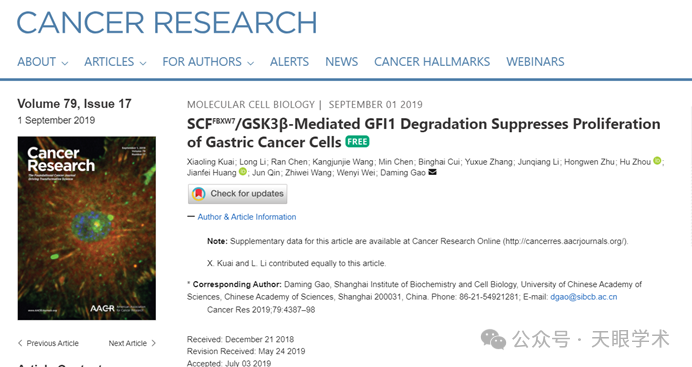 CANCER RESEARCH
ABOUT ARTICLES FOR AUTHORS ALERTS NEWS CANCER HALLMARKS WEBINARS
Volume 79, Issue 17
1 September 2019
Cancer
Research
AACR
Previous Article Next Article
MOLECULAR CELL BIOLOGY | SEPTEMBER 01 2019
SCFFBXW7/GSK3β-Mediated GFI1 Degradation Suppresses Proliferation
of Gastric Cancer Cells FREE
Xiaoling Kuai; Long Li; Ran Chen; Kangjunjie Wang; Min Chen; Binghai Cui; Yuxue Zhang; Junqiang Li; Hongwen Zhu; Hu Zhou;
Jianfei Huang; Jun Qin; Zhiwei Wang; Wenyi Wei; Daming Gao
Check for updates
— Author & Article Information
Note: Supplementary data for this article are available at Cancer Research Online (http://cancerres.aacrjournals.org/).
X. Kuai and L. Li contributed equally to this article.
* Corresponding Author: Daming Gao, Shanghai Institute of Biochemistry and Cell Biology, University of Chinese Academy of
Sciences, Chinese Academy of Sciences, Shanghai 200031, China. Phone: 86-21-54921281; E-mail: dgao@sibcb.ac.cn
Cancer Res 2019;79:4387–98
Received: December 21 2018
Revision Received: May 24 2019
Accepted: July 03 2019
公众号 · 天眼学术